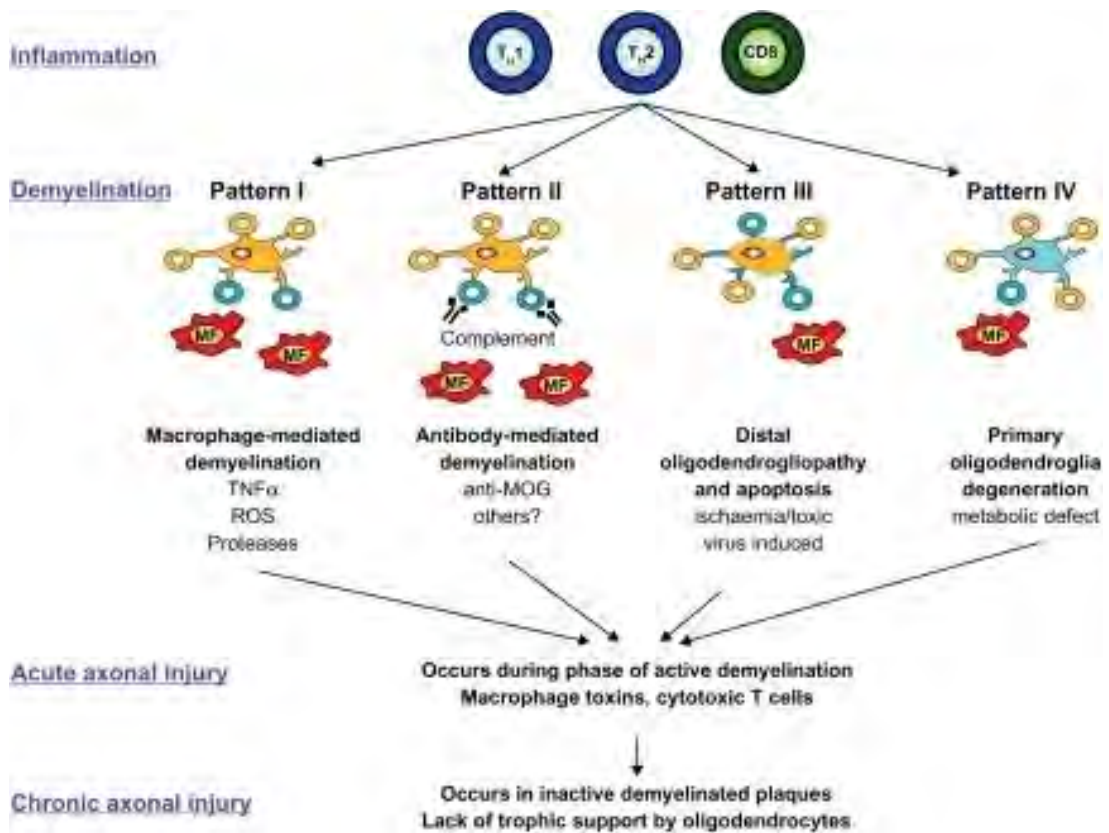 Inflammation
TH1
TH2
CD8
Demyelination
Pattern I
Pattern II
Pattern III
Pattern IV
Complement
MF
MF
MF
MF
MF
MF
Macrophage-mediated
demyelination
TNFα
ROS
Proteases
Antibody-mediated
demyelination
anti-MOG
others?
Distal
oligodendrogliopathy
and apoptosis
ischaemia/toxic
virus induced
Primary
oligodendroglia
degeneration
metabolic defect
Acute axonal injury
Occurs during phase of active demyelination
Macrophage toxins, cytotoxic T cells
Chronic axonal injury
Occurs in inactive demyelinated plaques
Lack of trophic support by oligodendrocytes